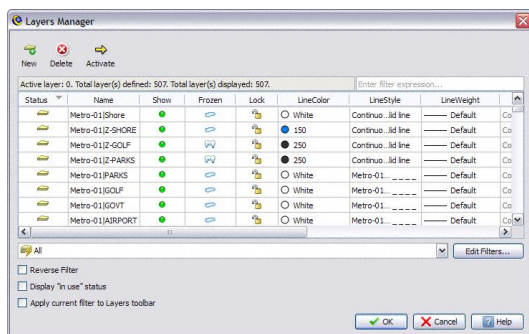 Layers Manager
New Delete Activate
Active layer: 0. Total layer(s) defined: 507. Total layer(s) displayed: 507. Enter filter expression...
Status Name Show Frozen Lock LineColor LineStyle LineWeight
Metro-01|Shore White Continuo...lid line Default Co
Metro-01|Z-SHORE 150 Continuo...lid line Default Co
Metro-01|Z-GOLF 250 Continuo...lid line Default Co
Metro-01|Z-PARKS 250 Continuo...lid line Default Co
Metro-01|PARKS White Metro-01... _ _ _ _ Default Co
Metro-01|GOLF White Metro-01... _ _ _ _ Default Co
Metro-01|GOVT White Metro-01... _ _ _ _ Default Co
Metro-01|AIRPORT White Metro-01... _ _ _ _ Default Co
All Edit Filters...
Reverse Filter
Display "in use" status
Apply current filter to Layers toolbar
OK Cancel Help